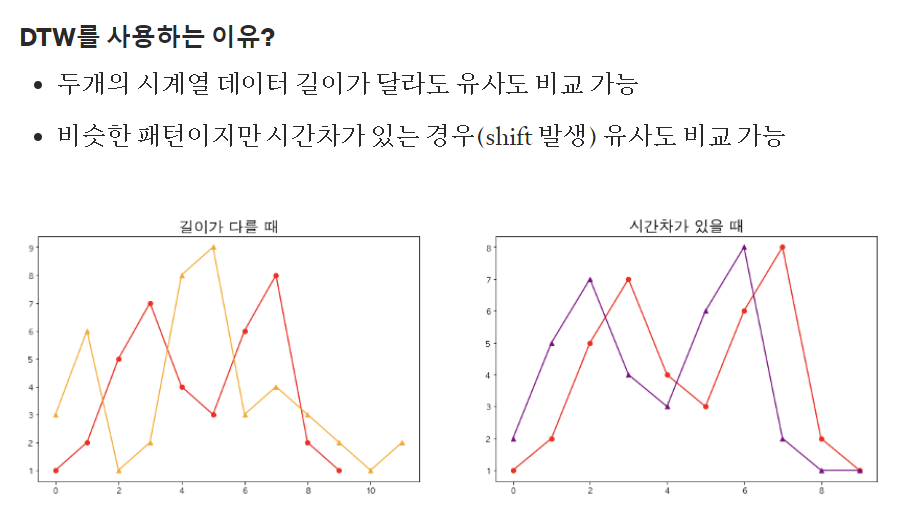 DTW를 사용하는 이유?
• 두개의 시계열 데이터 길이가 달라도 유사도 비교 가능
• 비슷한 패턴이지만 시간차가 있는 경우(shift 발생) 유사도 비교 가능
길이가 다를 때
9
8
7
6
5
4
3
2
1
0 2 4 6 8 10
시간차가 있을 때
8
7
6
5
4
3
2
1
0 2 4 6 8